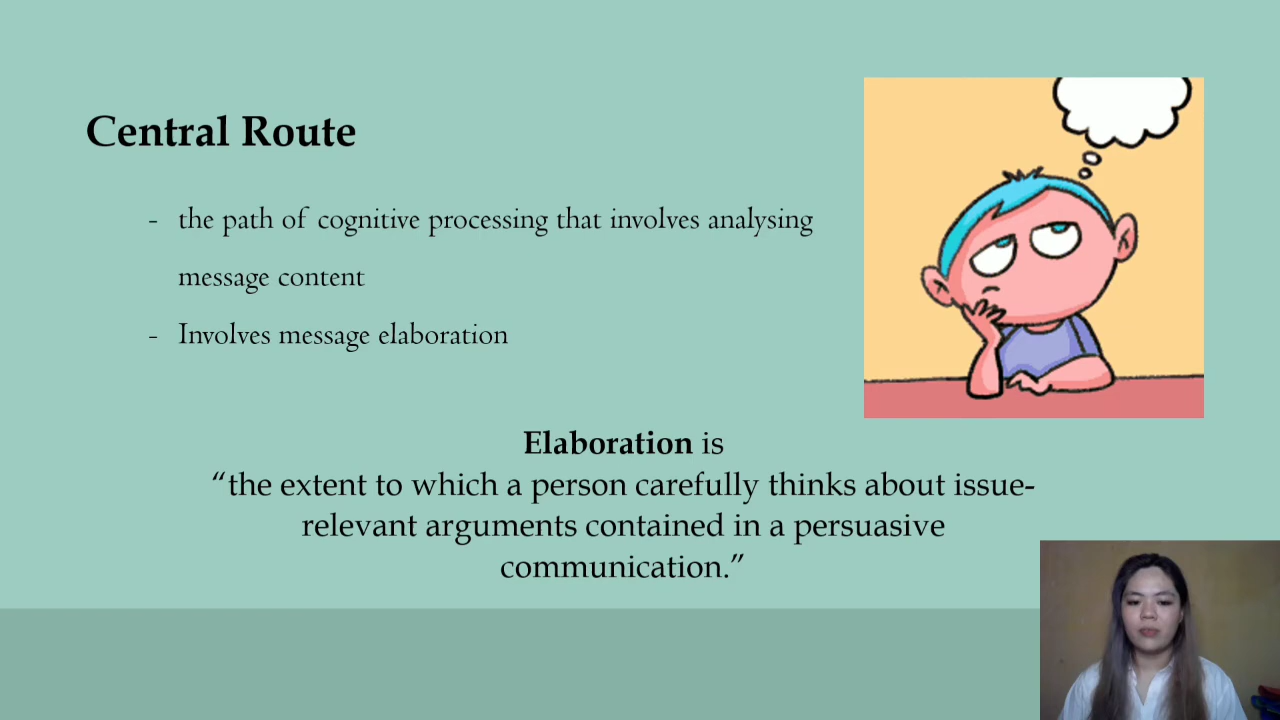 Central Route
- the path of cognitive processing that involves analysing
message content
- Involves message elaboration
Elaboration is
“the extent to which a person carefully thinks about issue-
relevant arguments contained in a persuasive
communication.”